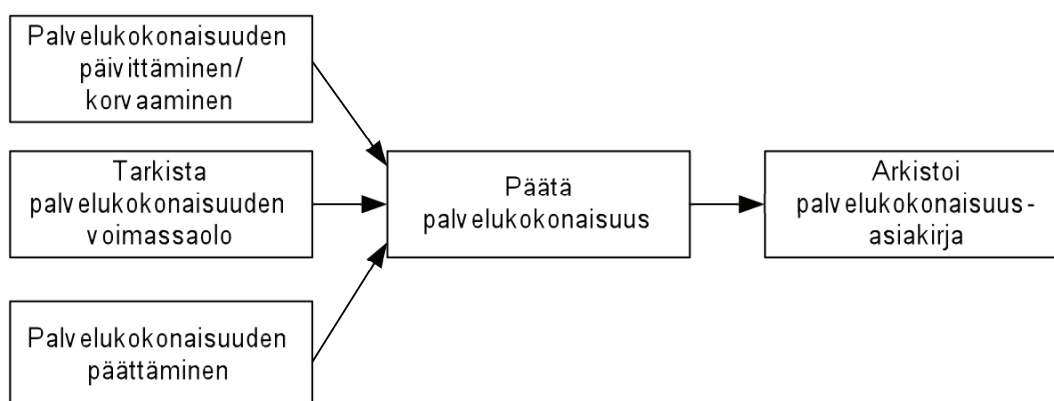 Palvelukokonaisuuden
päivittäminen/
korvaaminen
Tarkista
palvelukokonaisuuden
voimassaolo
Palvelukokonaisuuden
päättäminen
Päätä
palvelukokonaisuus
Arkistoi
palvelukokonaisuus-
asiakirja